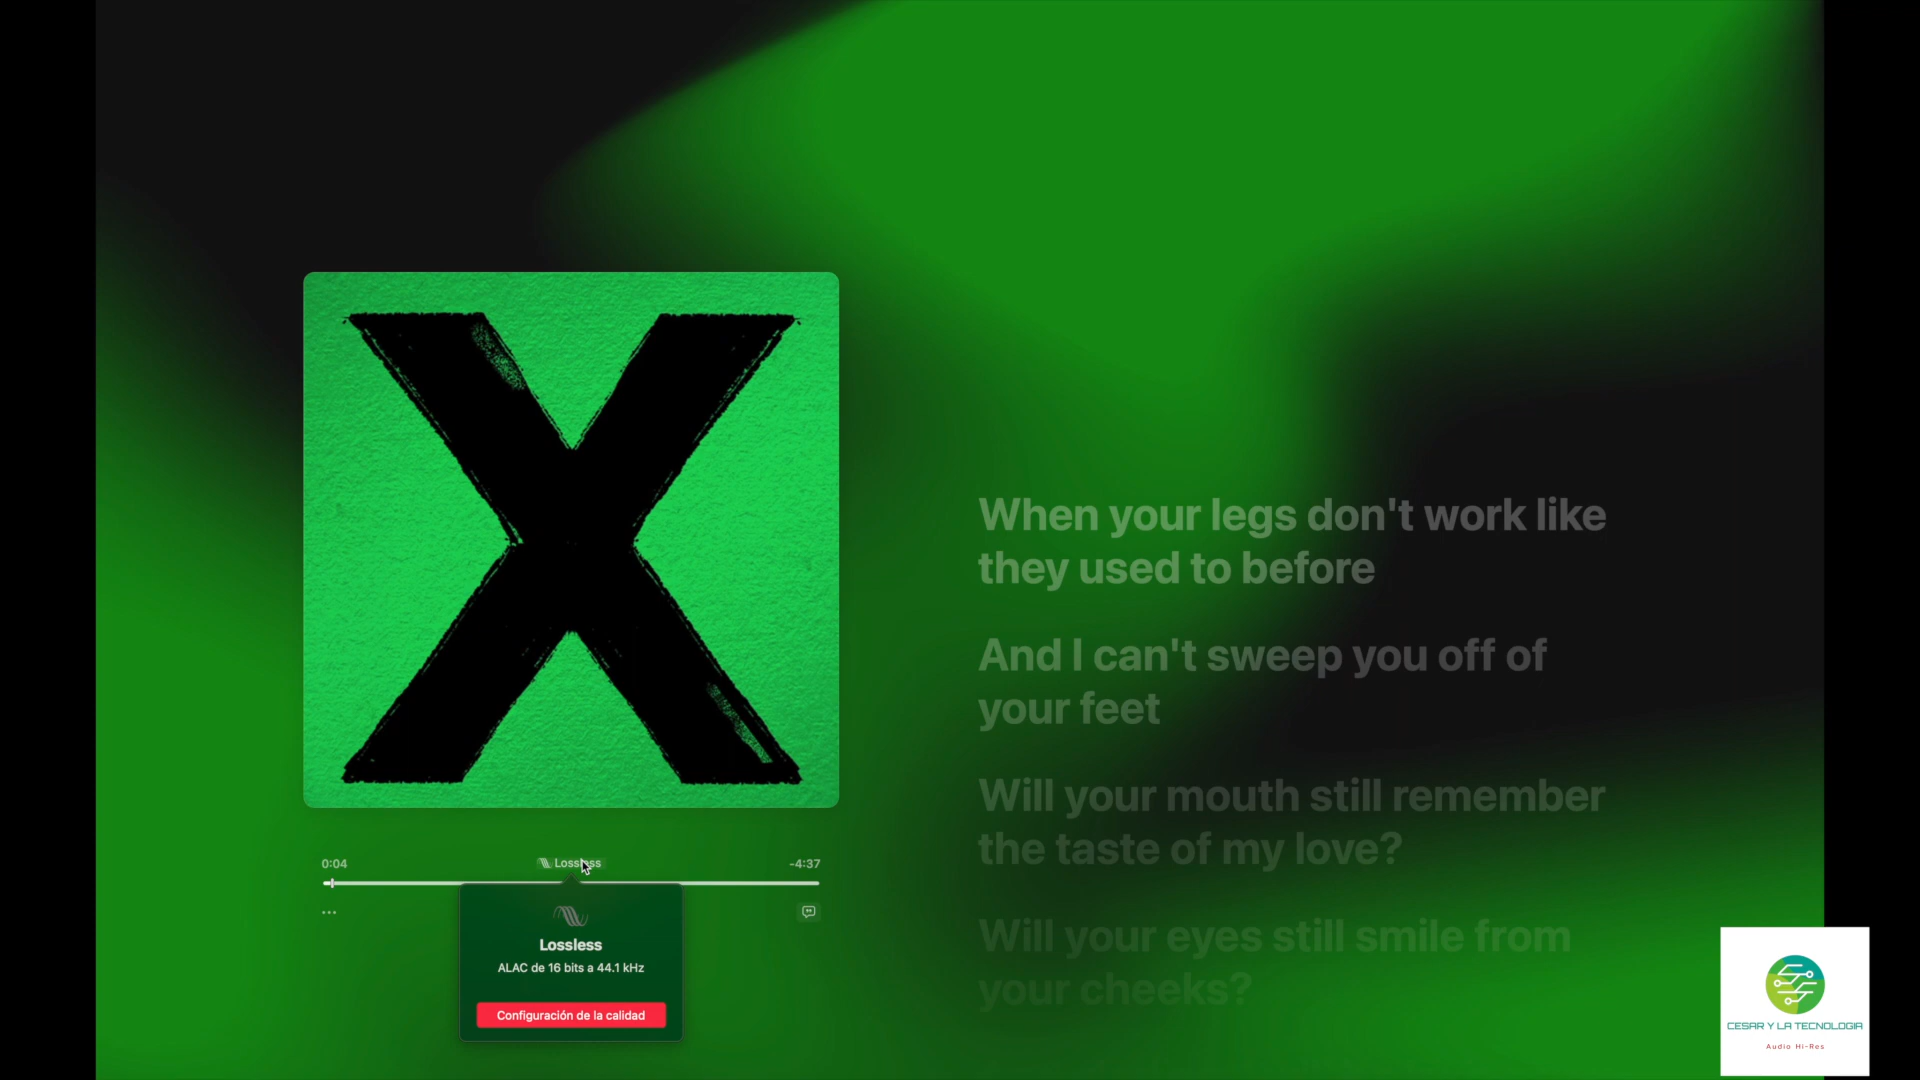 X
When your legs don't work like
they used to before
And I can't sweep you off of
your feet
Will your mouth still remember
the taste of my love?
Will your eyes still smile from
your cheeks?
0:04
Lossless
-4:37
Lossless
ALAC de 16 bits a 44.1 kHz
Configuración de la calidad
CESAR Y LA TECNOLOGIA
Audio Hi-Res